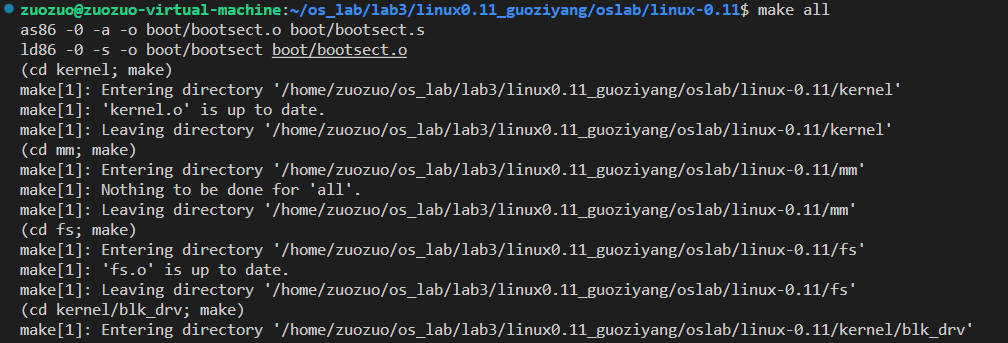 zuozuo@zuozuo-virtual-machine:~/os_lab/lab3/linux0.11_guoziyang/oslab/linux-0.11$ make all
as86 -0 -a -o boot/bootsect.o boot/bootsect.s
ld86 -0 -s -o boot/bootsect boot/bootsect.o
(cd kernel; make)
make[1]: Entering directory '/home/zuozuo/os_lab/lab3/linux0.11_guoziyang/oslab/linux-0.11/kernel'
make[1]: 'kernel.o' is up to date.
make[1]: Leaving directory '/home/zuozuo/os_lab/lab3/linux0.11_guoziyang/oslab/linux-0.11/kernel'
(cd mm; make)
make[1]: Entering directory '/home/zuozuo/os_lab/lab3/linux0.11_guoziyang/oslab/linux-0.11/mm'
make[1]: Nothing to be done for 'all'.
make[1]: Leaving directory '/home/zuozuo/os_lab/lab3/linux0.11_guoziyang/oslab/linux-0.11/mm'
(cd fs; make)
make[1]: Entering directory '/home/zuozuo/os_lab/lab3/linux0.11_guoziyang/oslab/linux-0.11/fs'
make[1]: 'fs.o' is up to date.
make[1]: Leaving directory '/home/zuozuo/os_lab/lab3/linux0.11_guoziyang/oslab/linux-0.11/fs'
(cd kernel/blk_drv; make)
make[1]: Entering directory '/home/zuozuo/os_lab/lab3/linux0.11_guoziyang/oslab/linux-0.11/kernel/blk_drv'